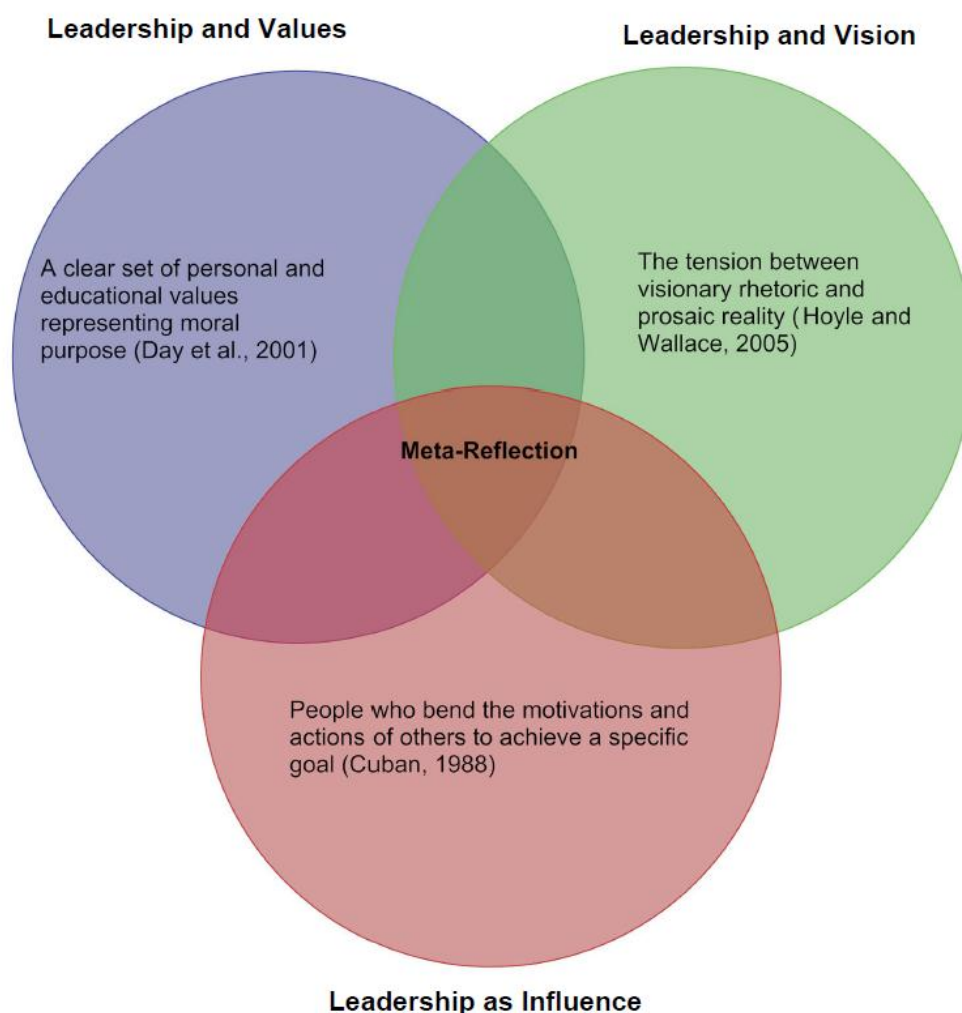 Leadership and Values
Leadership and Vision
A clear set of personal and
educational values
representing moral
purpose (Day et al., 2001)
The tension between
visionary rhetoric and
prosaic reality (Hoyle and
Wallace, 2005)
Meta-Reflection
People who bend the motivations and
actions of others to achieve a specific
goal (Cuban, 1988)
Leadership as Influence